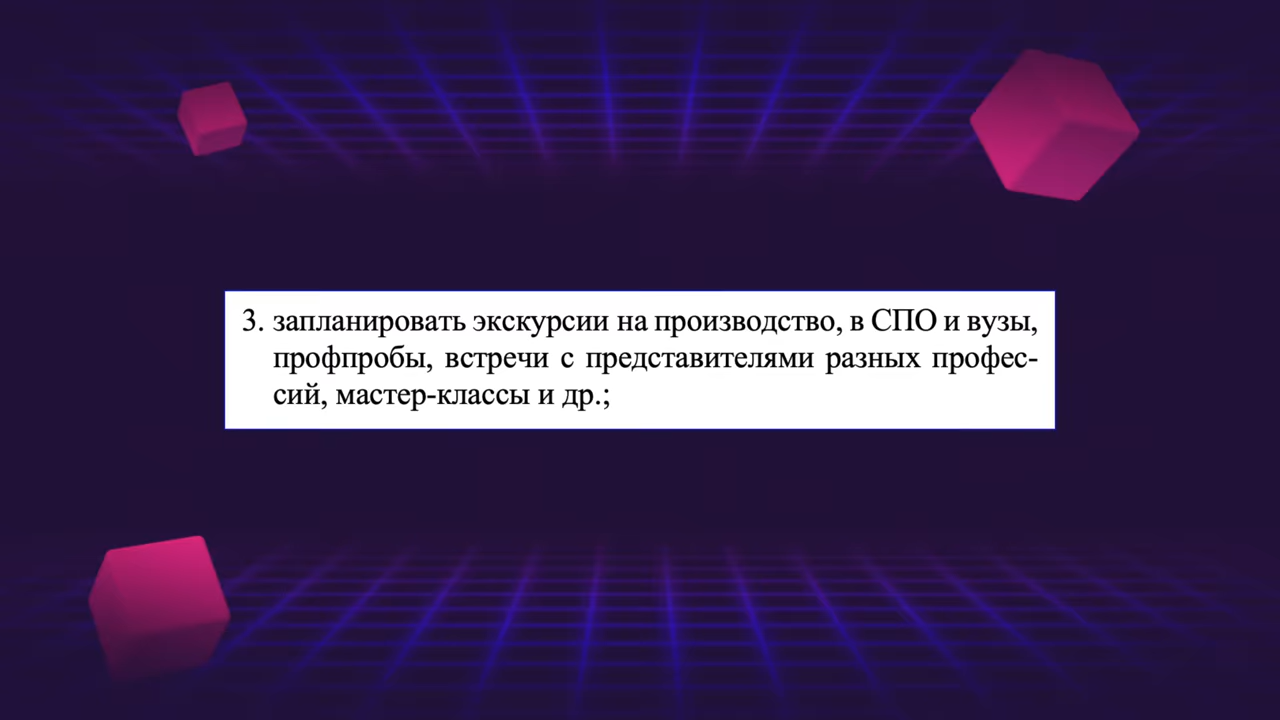 3. запланировать экскурсии на производство, в СПО и вузы,
профпробы, встречи с представителями разных профес-
сий, мастер-классы и др.;